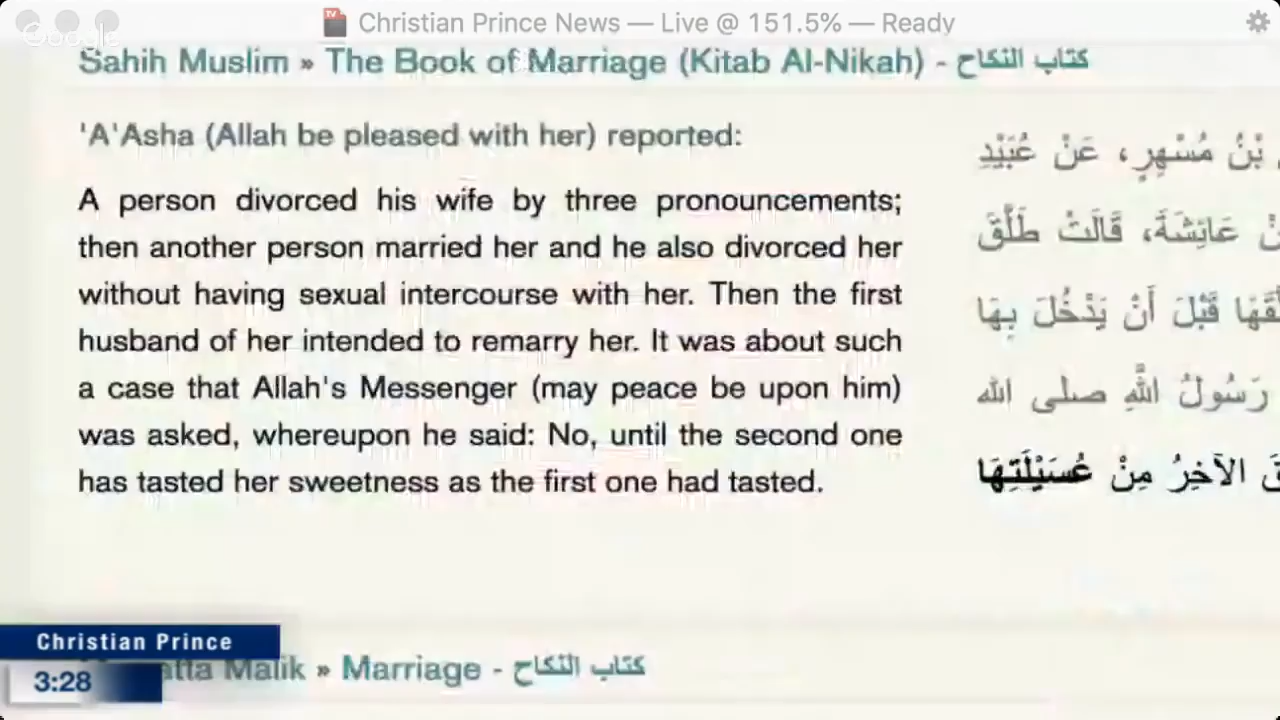 Google
Christian Prince News — Live @ 151.5% — Ready
Sahih Muslim » The Book of Marriage (Kitab Al-Nikah) - كتاب النكاح
'A'Asha (Allah be pleased with her) reported:
A person divorced his wife by three pronouncements;
then another person married her and he also divorced her
without having sexual intercourse with her. Then the first
husband of her intended to remarry her. It was about such
a case that Allah's Messenger (may peace be upon him)
was asked, whereupon he said: No, until the second one
has tasted her sweetness as the first one had tasted.
بْنُ مُسْهِرٍ، عَنْ عُبَيْدِ
عَائِشَةَ، قَالَتْ طَلَّقَ
قَبْلَ أَنْ يَدْخُلَ بِهَا
رَسُولُ اللَّهِ صلى الله
الآخِرُ مِنْ عُسَيْلَتِهَا
Christian Prince
3:28
Malik » Marriage - كتاب النكاح